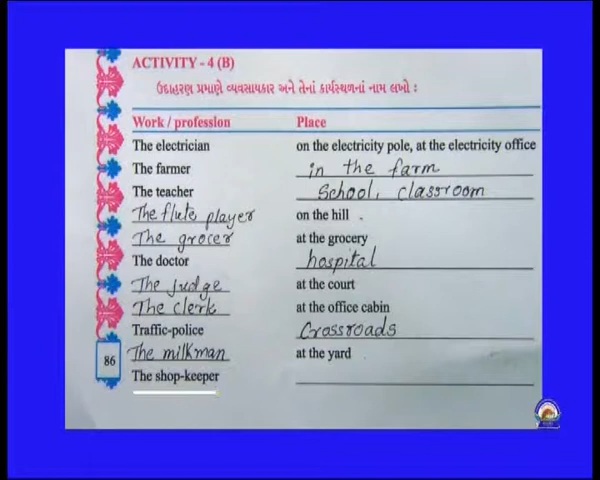 ACTIVITY - 4 (B)
ઉદાહરણ પ્રમાણે વ્યવસાયકાર અને તેનાં કાર્યસ્થળનાં નામ લખો :
Work / profession Place
The electrician on the electricity pole, at the electricity office
The farmer in the farm
The teacher School, classroom
The flute player on the hill .
The grocer at the grocery
The doctor hospital
The judge at the court
The clerk at the office cabin
Traffic-police Crossroads
The milkman at the yard
The shop-keeper
86